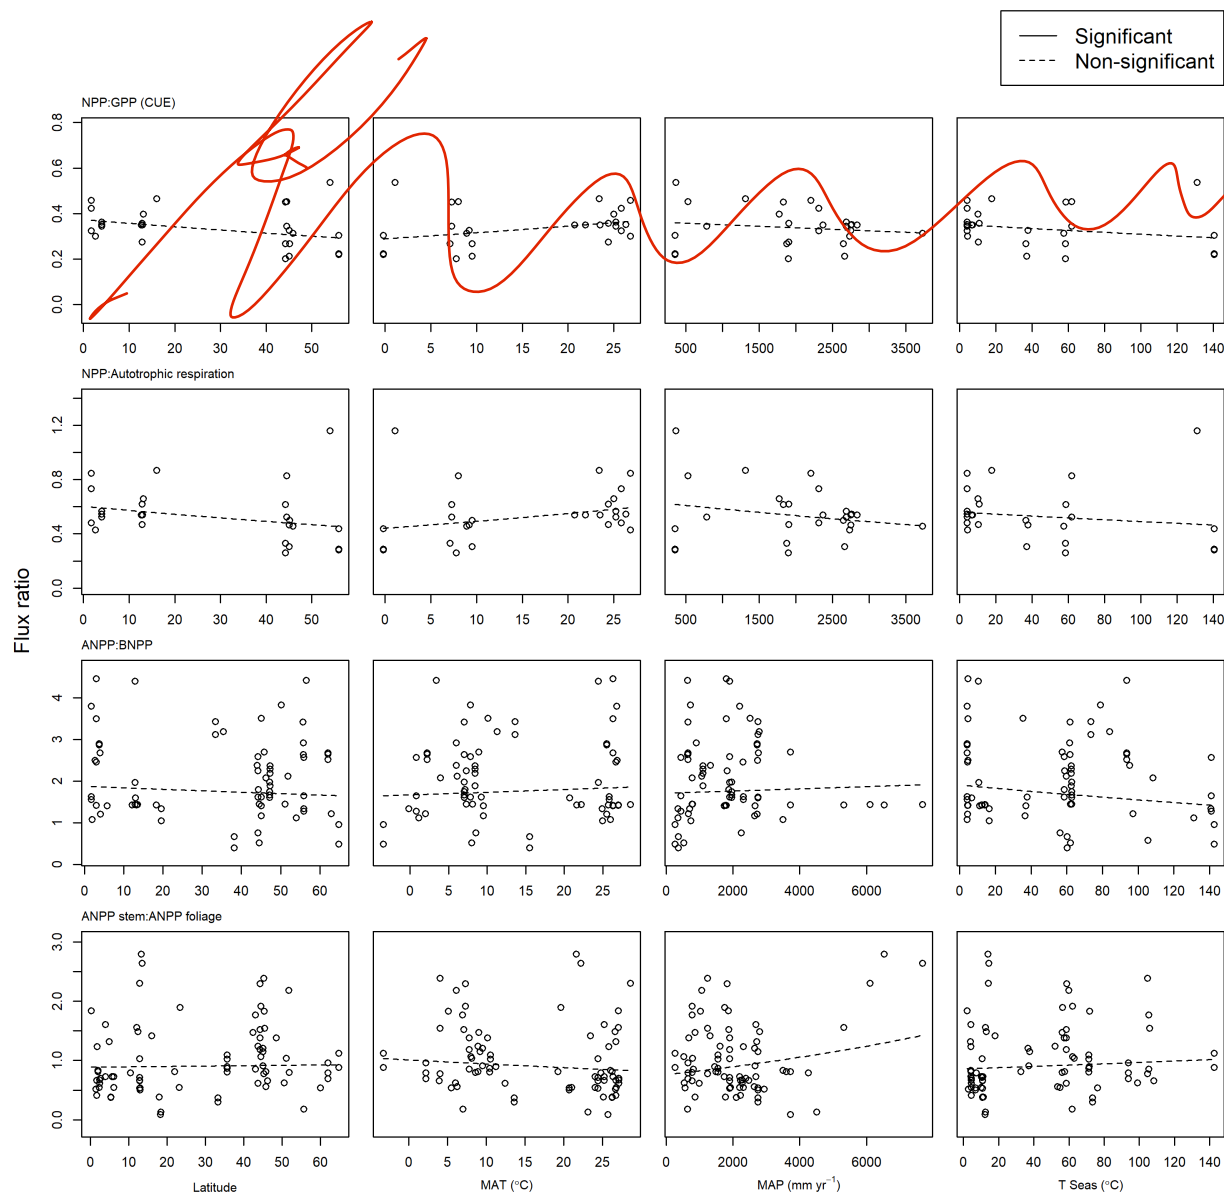 Significant
Non-significant
NPP:GPP (CUE)
0.0 0.2 0.4 0.6 0.8
0 10 20 30 40 50
0 5 10 15 20 25
500 1500 2500 3500
0 20 40 60 80 100 120 140
NPP:Autotrophic respiration
0.0 0.4 0.8 1.2
0 10 20 30 40 50
0 5 10 15 20 25
500 1500 2500 3500
0 20 40 60 80 100 120 140
Flux ratio
ANPP:BNPP
0 1 2 3 4
0 10 20 30 40 50 60
0 5 10 15 20 25
0 2000 4000 6000
0 20 40 60 80 100 120 140
ANPP stem:ANPP foliage
0.0 1.0 2.0 3.0
0 10 20 30 40 50 60
0 5 10 15 20 25
0 2000 4000 6000
0 20 40 60 80 100 120 140
Latitude
MAT (°C)
MAP (mm yr⁻¹)
T Seas (°C)